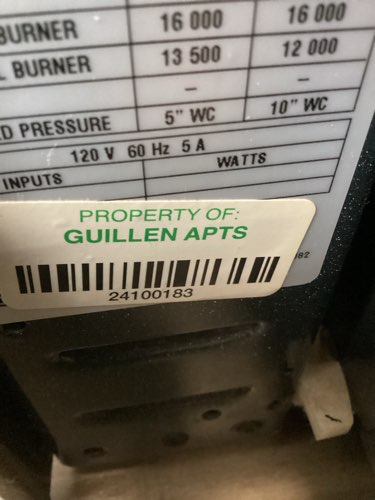 BURNER 16 000 16 000
L BURNER 13 500 12 000
– –
D PRESSURE 5" WC 10" WC
120 V 60 Hz 5 A
INPUTS WATTS
PROPERTY OF:
GUILLEN APTS
82
24100183